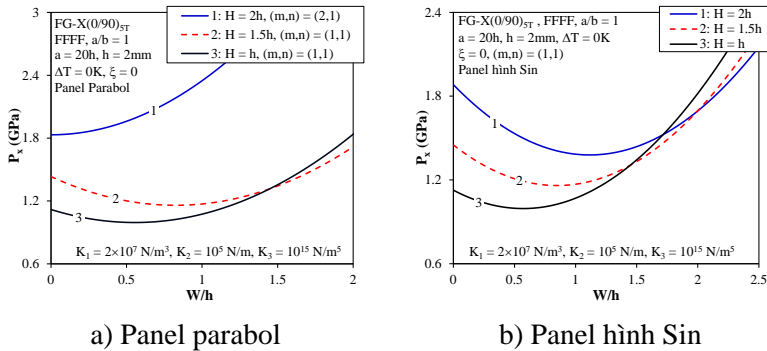 FG-X(0/90)5T
FFFF, a/b = 1
a = 20h, h = 2mm
ΔT = 0K, ξ = 0
Panel Parabol
1: H = 2h, (m,n) = (2,1)
2: H = 1.5h, (m,n) = (1,1)
3: H = h, (m,n) = (1,1)
3
2.4
1.8
1.2
0.6
Px (GPa)
1
2
3
K1 = 2×10^7 N/m^3, K2 = 10^5 N/m, K3 = 10^15 N/m^5
0 0.5 1 1.5 2
W/h
a) Panel parabol
FG-X(0/90)5T , FFFF, a/b = 1
a = 20h, h = 2mm, ΔT = 0K
ξ = 0, (m,n) = (1,1)
Panel hình Sin
1: H = 2h
2: H = 1.5h
3: H = h
3.0
2.4
1.8
1.2
0.6
Px (GPa)
1
2
3
K1 = 2×10^7 N/m^3, K2 = 10^5 N/m, K3 = 10^15 N/m^5
0 0.5 1 1.5 2 2.5
W/h
b) Panel hình Sin